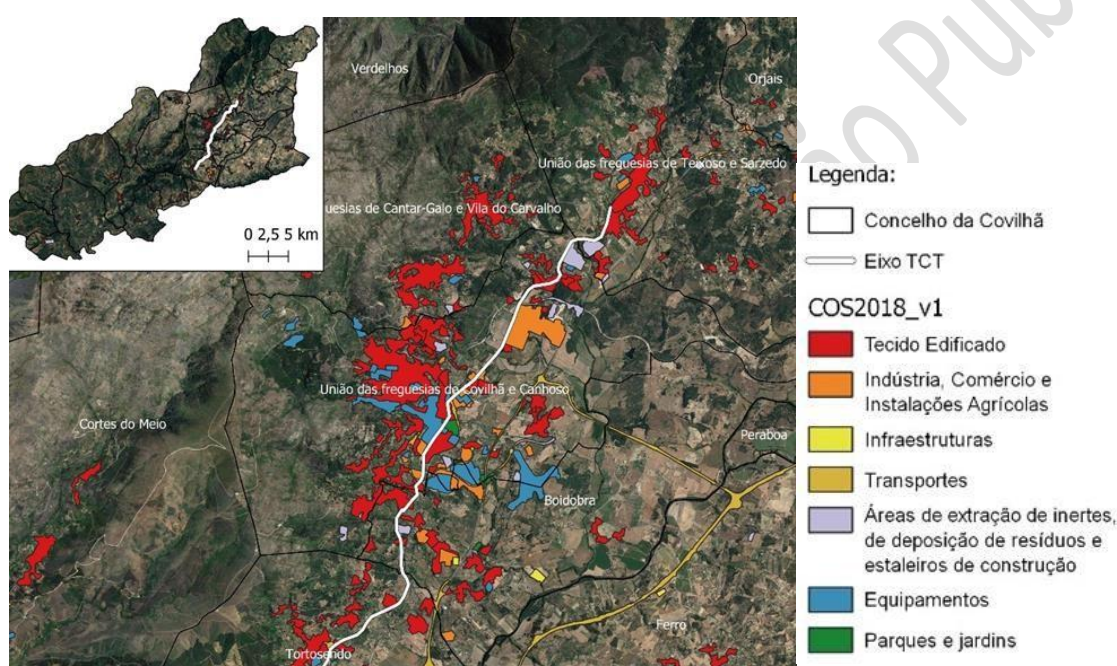 Verdelhos
Orjais
União das freguesias de Teixoso e Sarzedo
uesias de Cantar-Galo e Vila do Carvalho
0 2,5 5 km
União das freguesias de Covilhã e Canhoso
Cortes do Meio
Peraboa
Boidobra
Ferro
Tortosendo
Legenda:
Concelho da Covilhã
Eixo TCT
COS2018_v1
Tecido Edificado
Indústria, Comércio e
Instalações Agrícolas
Infraestruturas
Transportes
Áreas de extração de inertes,
de deposição de resíduos e
estaleiros de construção
Equipamentos
Parques e jardins